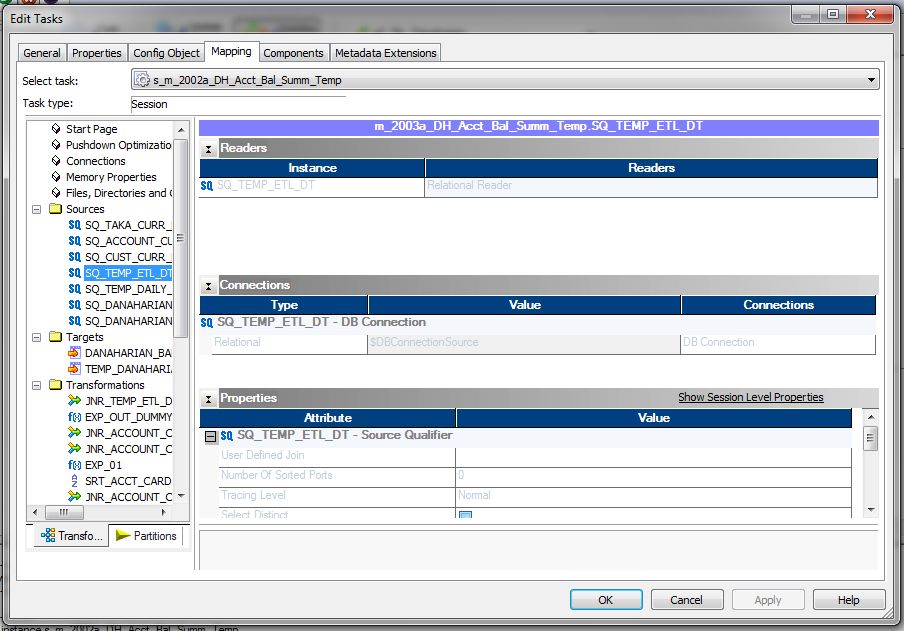 Edit Tasks
General Properties Config Object Mapping Components Metadata Extensions
Select task: s_m_2002a_DH_Acct_Bal_Summ_Temp
Task type: Session
Start Page
Pushdown Optimizatio
Connections
Memory Properties
Files, Directories and
Sources
SQ_TAKA_CURR_
SQ_ACCOUNT_CU
SQ_CUST_CURR_
SQ_TEMP_ETL_DT
SQ_TEMP_DAILY_
SQ_DANAHARIAN
SQ_DANAHARIAN
Targets
DANAHARIAN_BA
TEMP_DANAHARI
Transformations
JNR_TEMP_ETL_D
EXP_OUT_DUMMY
JNR_ACCOUNT_C
JNR_ACCOUNT_C
EXP_01
SRT_ACCT_CARD
JNR_ACCOUNT_C
Transfo... Partitions
m_2003a_DH_Acct_Bal_Summ_Temp.SQ_TEMP_ETL_DT
Readers
Instance Readers
SQ SQ_TEMP_ETL_DT Relational Reader
Connections
Type Value Connections
SQ SQ_TEMP_ETL_DT - DB Connection
Relational $DBConnectionSource DB Connection
Properties Show Session Level Properties
Attribute Value
SQ SQ_TEMP_ETL_DT - Source Qualifier
User Defined Join
Number Of Sorted Ports 0
Tracing Level Normal
Select Distinct
OK Cancel Apply Help
instance s_m_2002a_DH_Acct_Bal_Summ_Temp